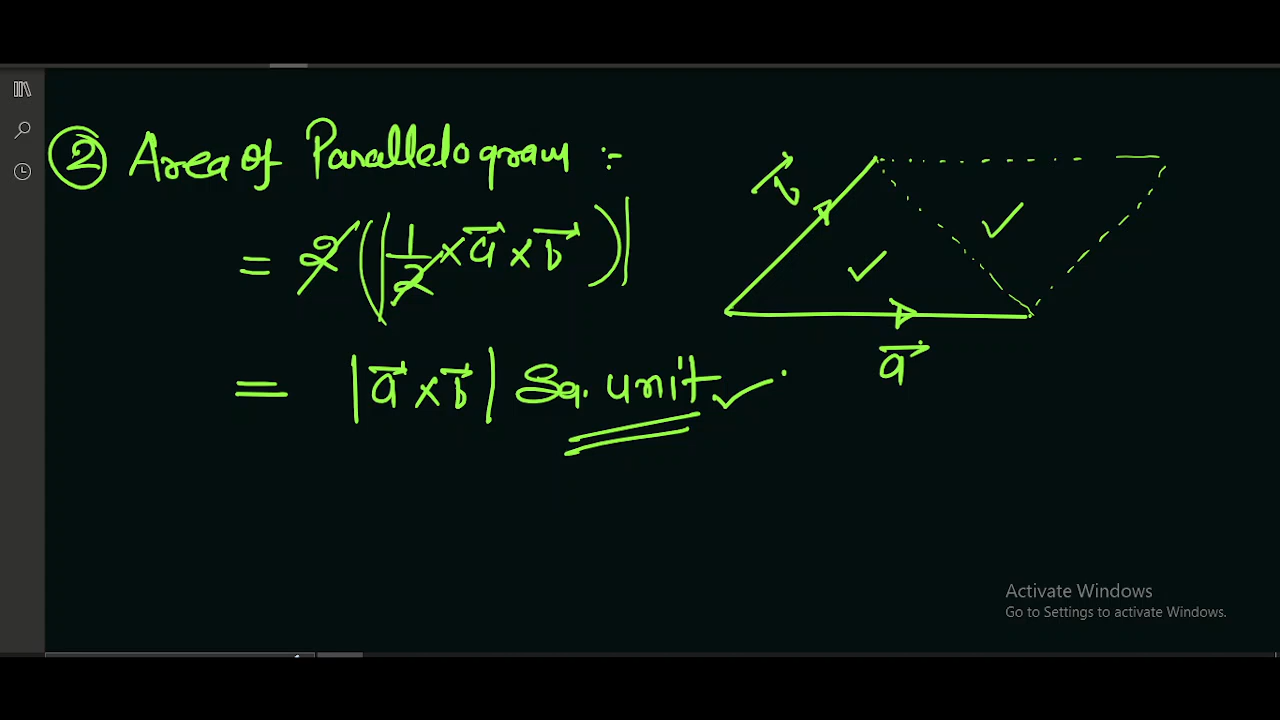 ② Area of Parallelogram :-
= 2(|1/2 × a⃗ × b⃗)|
= |a⃗ × b⃗| Sq. unit ✓
b⃗
✓
✓
a⃗
Activate Windows
Go to Settings to activate Windows.